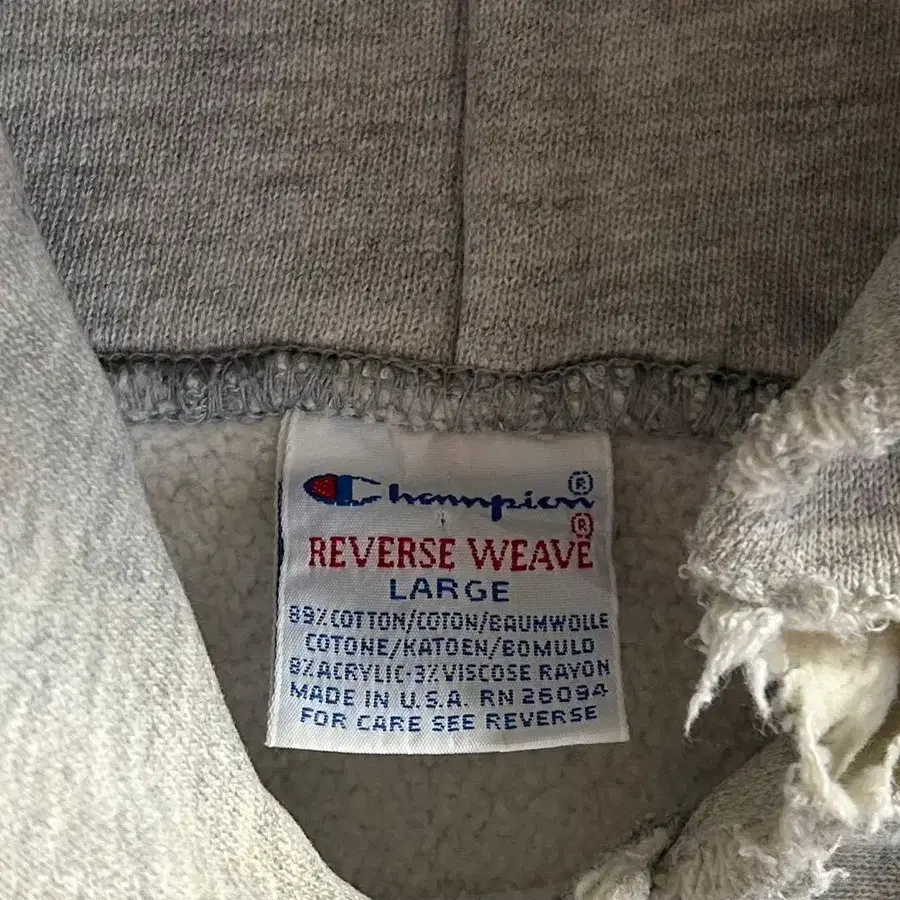 Champion®
REVERSE WEAVE®
LARGE
89% COTTON/COTON/BAUMWOLLE
COTONE/KATOEN/BOMULD
8% ACRYLIC-3% VISCOSE RAYON
MADE IN U.S.A. RN 26094
FOR CARE SEE REVERSE